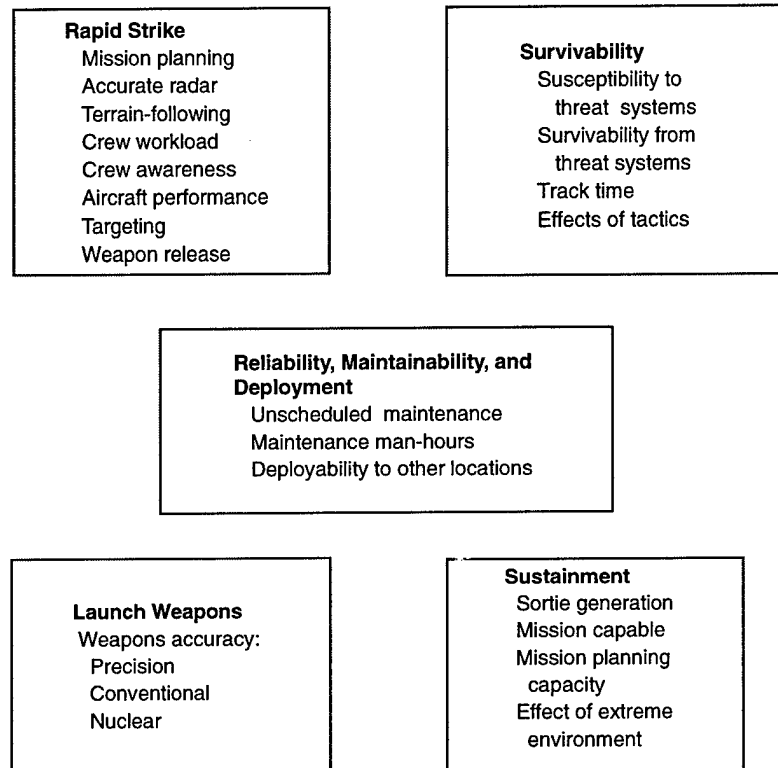 Rapid Strike
Mission planning
Accurate radar
Terrain-following
Crew workload
Crew awareness
Aircraft performance
Targeting
Weapon release
Survivability
Susceptibility to
threat systems
Survivability from
threat systems
Track time
Effects of tactics
Reliability, Maintainability, and
Deployment
Unscheduled maintenance
Maintenance man-hours
Deployability to other locations
Launch Weapons
Weapons accuracy:
Precision
Conventional
Nuclear
Sustainment
Sortie generation
Mission capable
Mission planning
capacity
Effect of extreme
environment